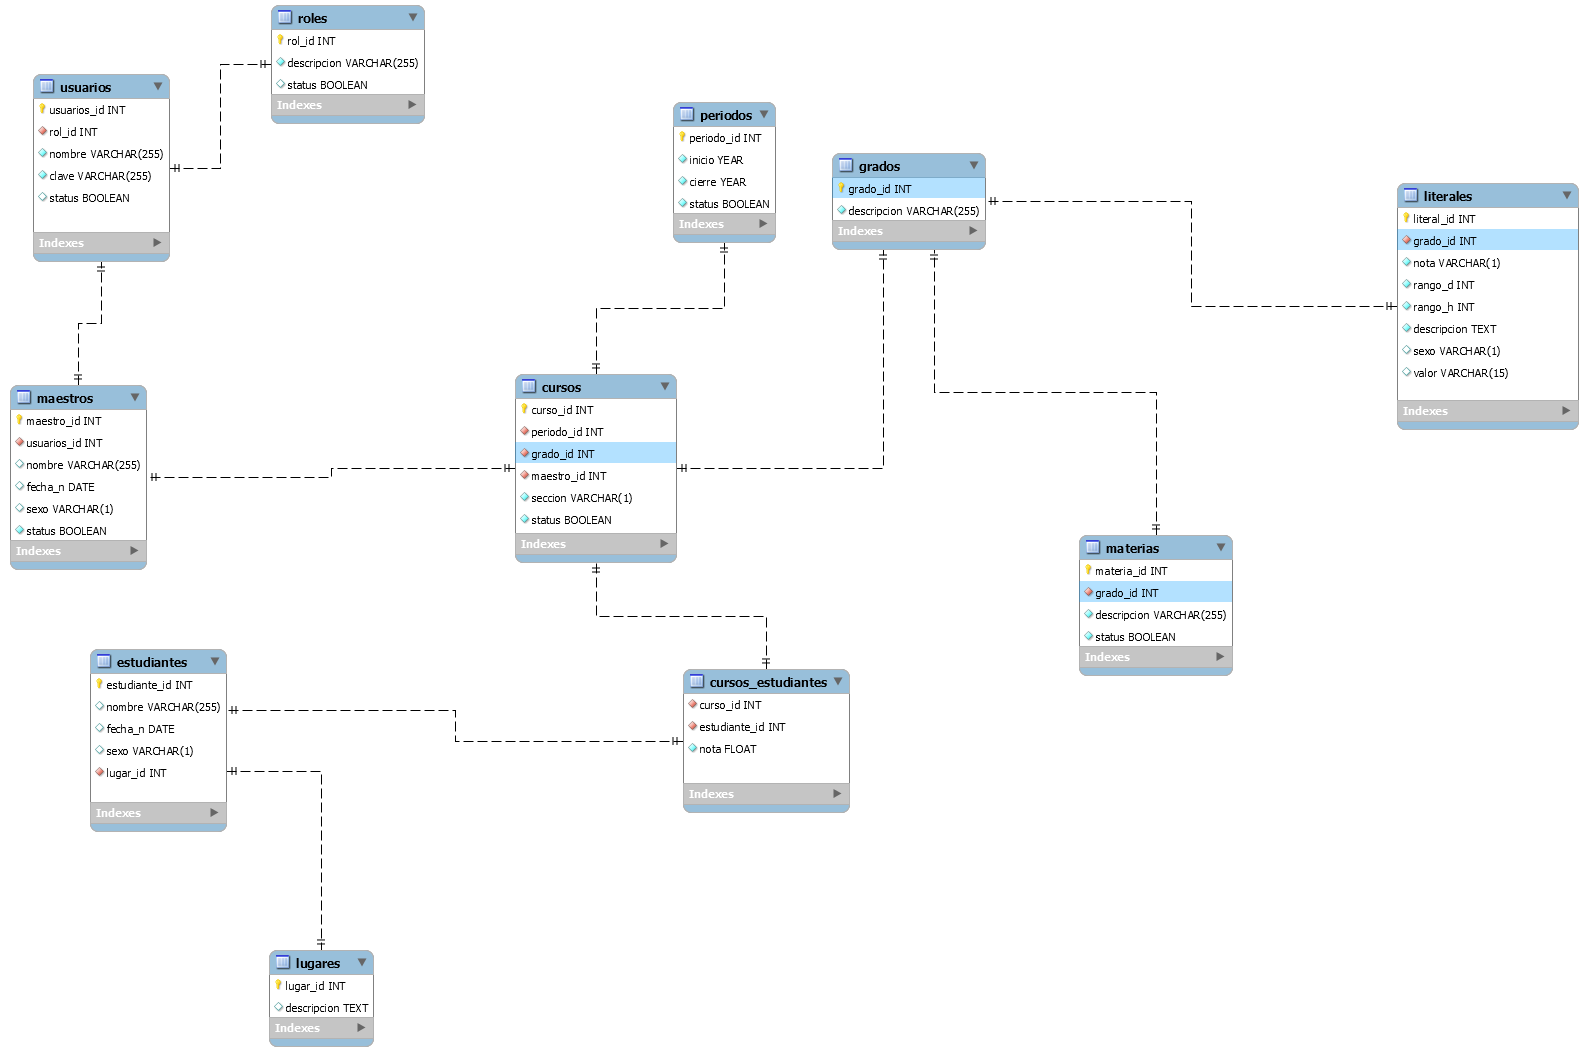 roles
rol_id INT
descripcion VARCHAR(255)
status BOOLEAN
Indexes
usuarios
usuarios_id INT
rol_id INT
nombre VARCHAR(255)
clave VARCHAR(255)
status BOOLEAN
Indexes
periodos
periodo_id INT
inicio YEAR
cierre YEAR
status BOOLEAN
Indexes
grados
grado_id INT
descripcion VARCHAR(255)
Indexes
literales
literal_id INT
grado_id INT
nota VARCHAR(1)
rango_d INT
rango_h INT
descripcion TEXT
sexo VARCHAR(1)
valor VARCHAR(15)
Indexes
maestros
maestro_id INT
usuarios_id INT
nombre VARCHAR(255)
fecha_n DATE
sexo VARCHAR(1)
status BOOLEAN
Indexes
cursos
curso_id INT
periodo_id INT
grado_id INT
maestro_id INT
seccion VARCHAR(1)
status BOOLEAN
Indexes
materias
materia_id INT
grado_id INT
descripcion VARCHAR(255)
status BOOLEAN
Indexes
estudiantes
estudiante_id INT
nombre VARCHAR(255)
fecha_n DATE
sexo VARCHAR(1)
lugar_id INT
Indexes
cursos_estudiantes
curso_id INT
estudiante_id INT
nota FLOAT
Indexes
lugares
lugar_id INT
descripcion TEXT
Indexes